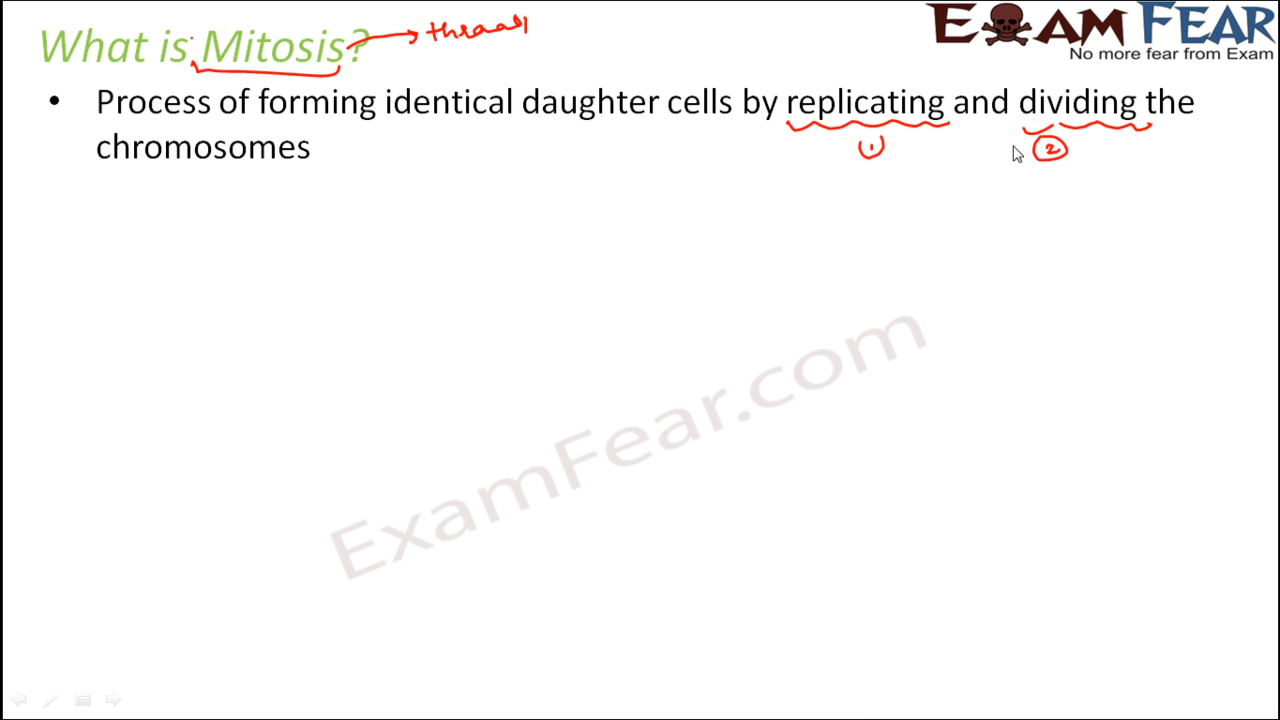 What is Mitosis?
EXAM FEAR
No more fear from Exam
• Process of forming identical daughter cells by replicating and dividing the
chromosomes
1
2
ExamFear.com